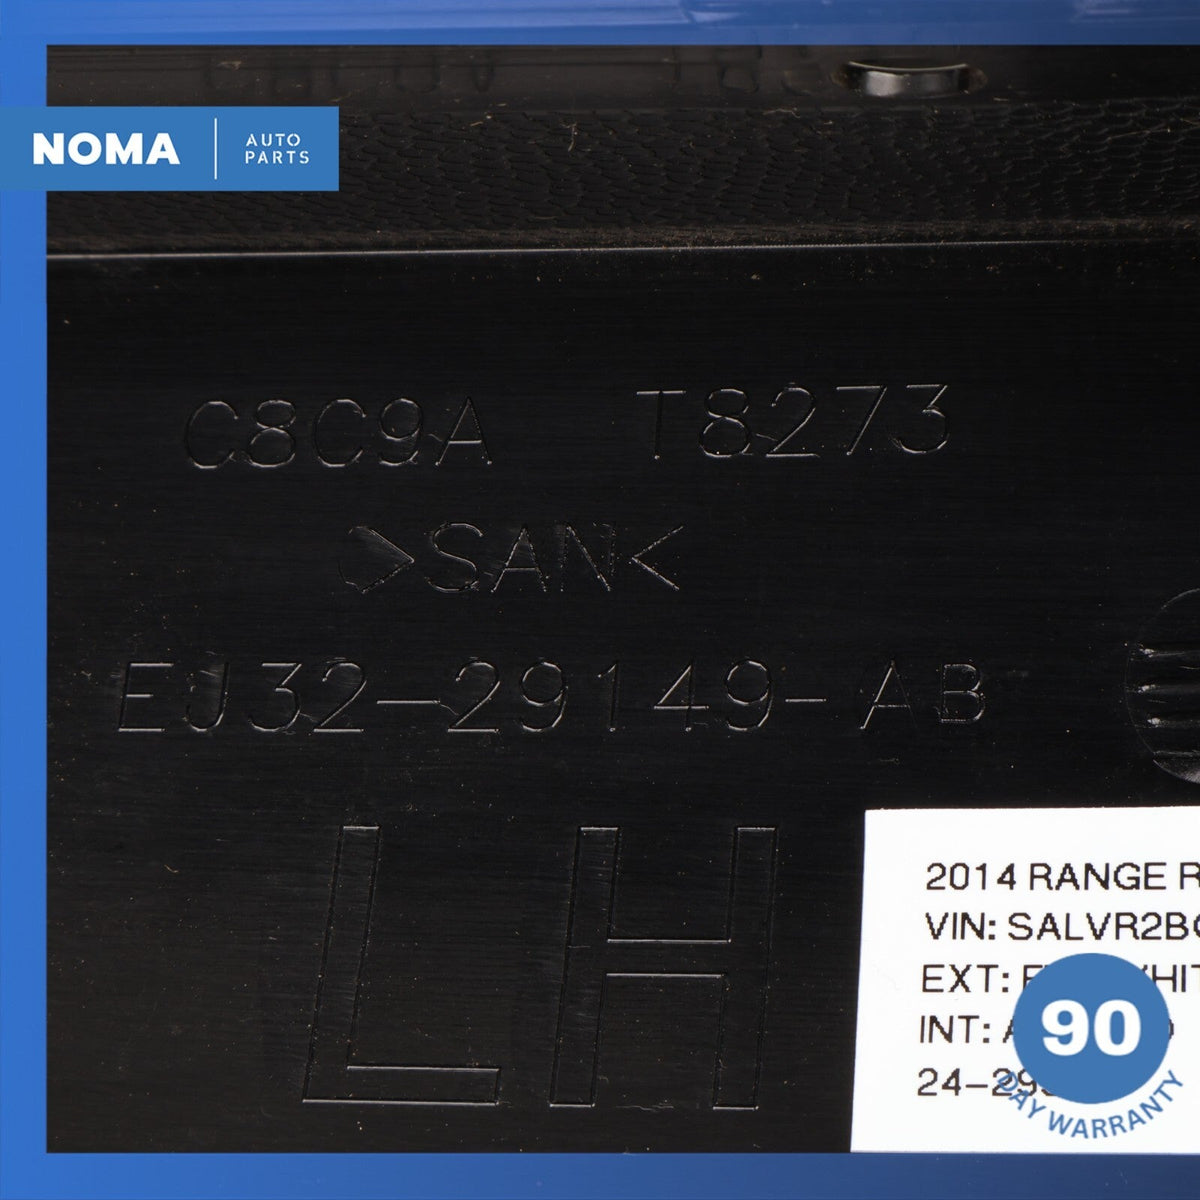 NOMA
AUTO
PARTS
C8C9A T8273
>SAN<
EJ32-29149-AB
LH
2014 RANGE
VIN: SALVR2B
EXT:
INT:
24-29
90
DAY WARRANTY